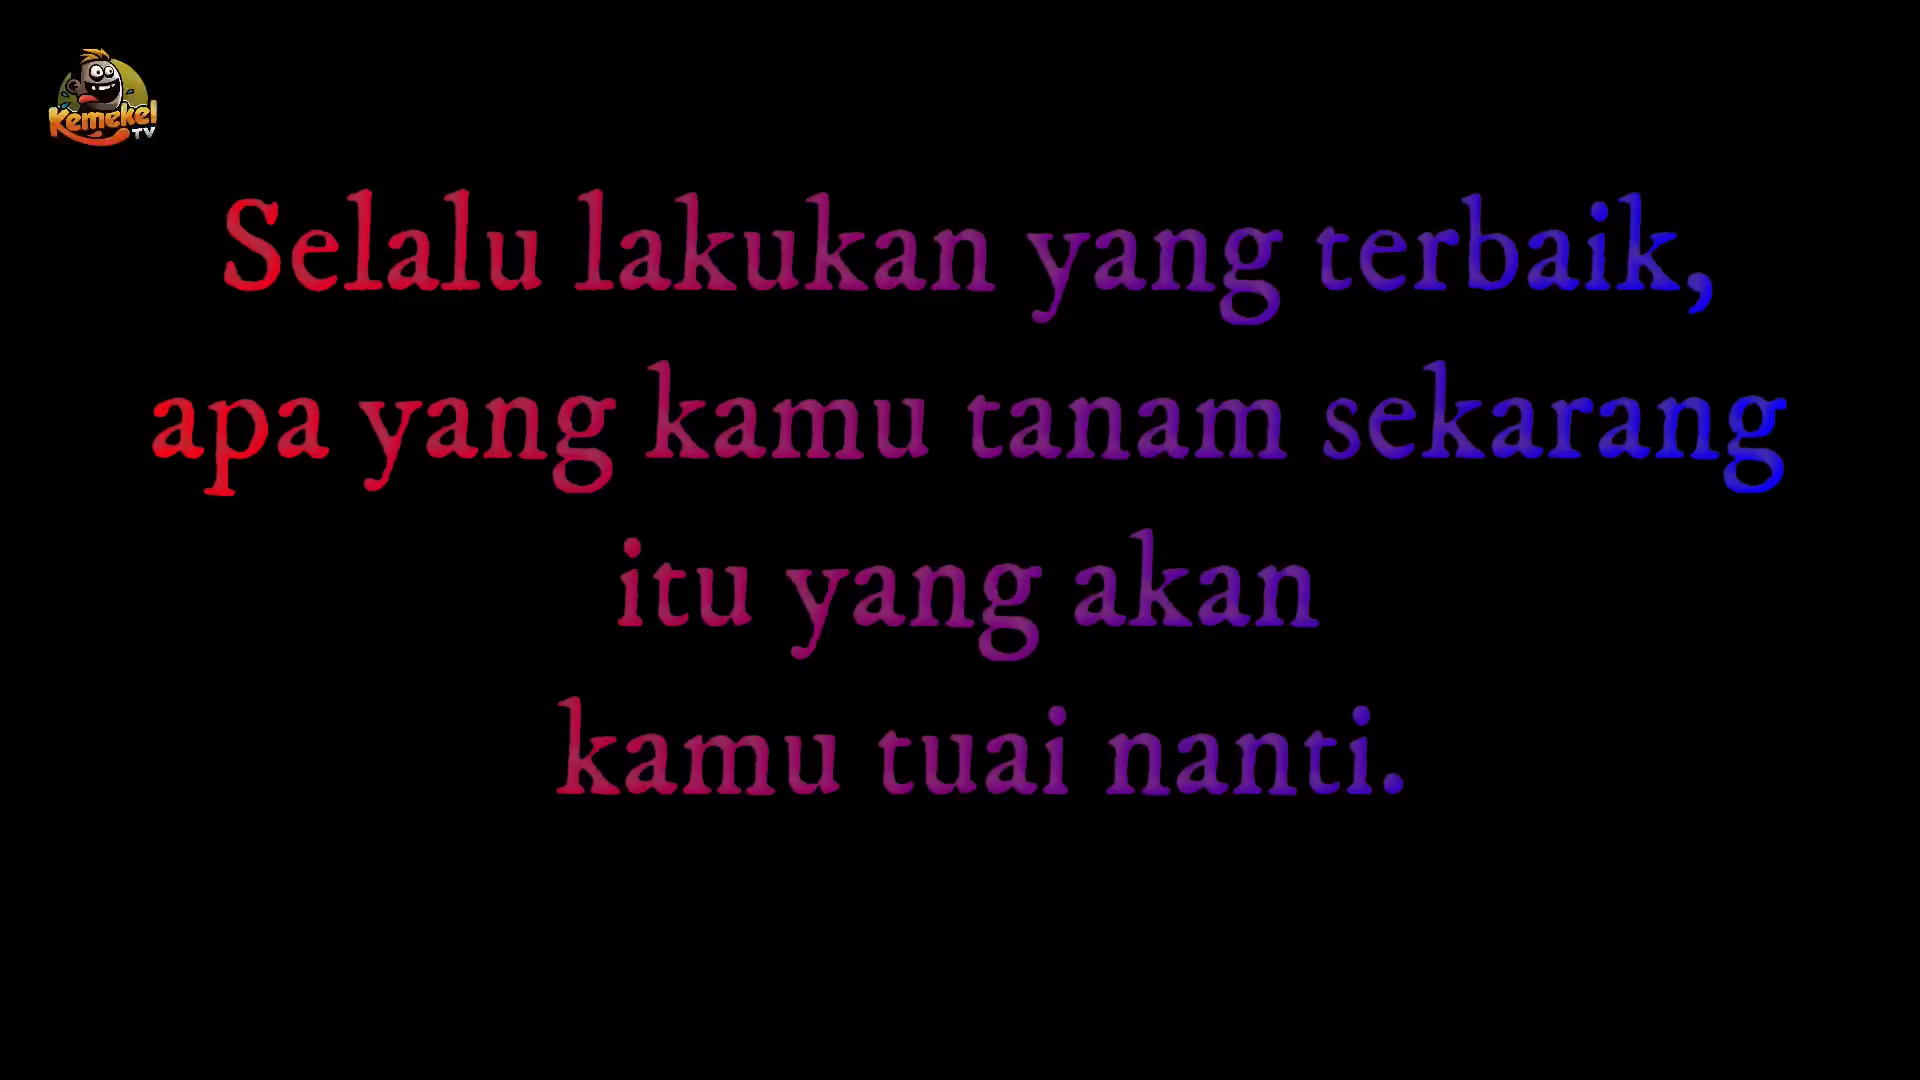 Kemekel
TV
Selalu lakukan yang terbaik,
apa yang kamu tanam sekarang
itu yang akan
kamu tuai nanti.